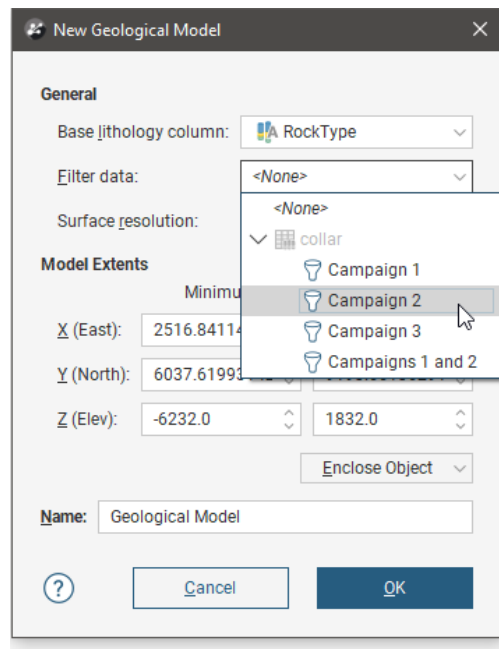 New Geological Model
General
Base lithology column: RockType
Filter data: <None>
<None>
Surface resolution:
collar
Campaign 1
Model Extents
Campaign 2
X (East): 2516.84114
Campaign 3
Y (North):
Campaigns 1 and 2
Z (Elev): -6232.0 1832.0
Enclose Object
Name: Geological Model
? Cancel OK